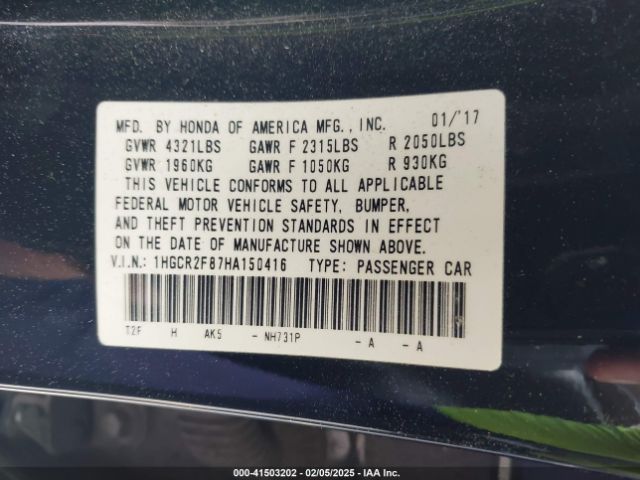 MFD. BY HONDA OF AMERICA MFG., INC. 01/'17
GVWR 4321LBS GAWR F 2315LBS R 2050LBS
GVWR 1960KG GAWR F 1050KG R 930KG
THIS VEHICLE CONFORMS TO ALL APPLICABLE
FEDERAL MOTOR VEHICLE SAFETY, BUMPER,
AND THEFT PREVENTION STANDARDS IN EFFECT
ON THE DATE OF MANUFACTURE SHOWN ABOVE.
V.I.N.: 1HGCR2F87HA150416 TYPE: PASSENGER CAR
T2F H AK5 - NH731P - A - A
000-41503202 - 02/05/2025 - IAA Inc.